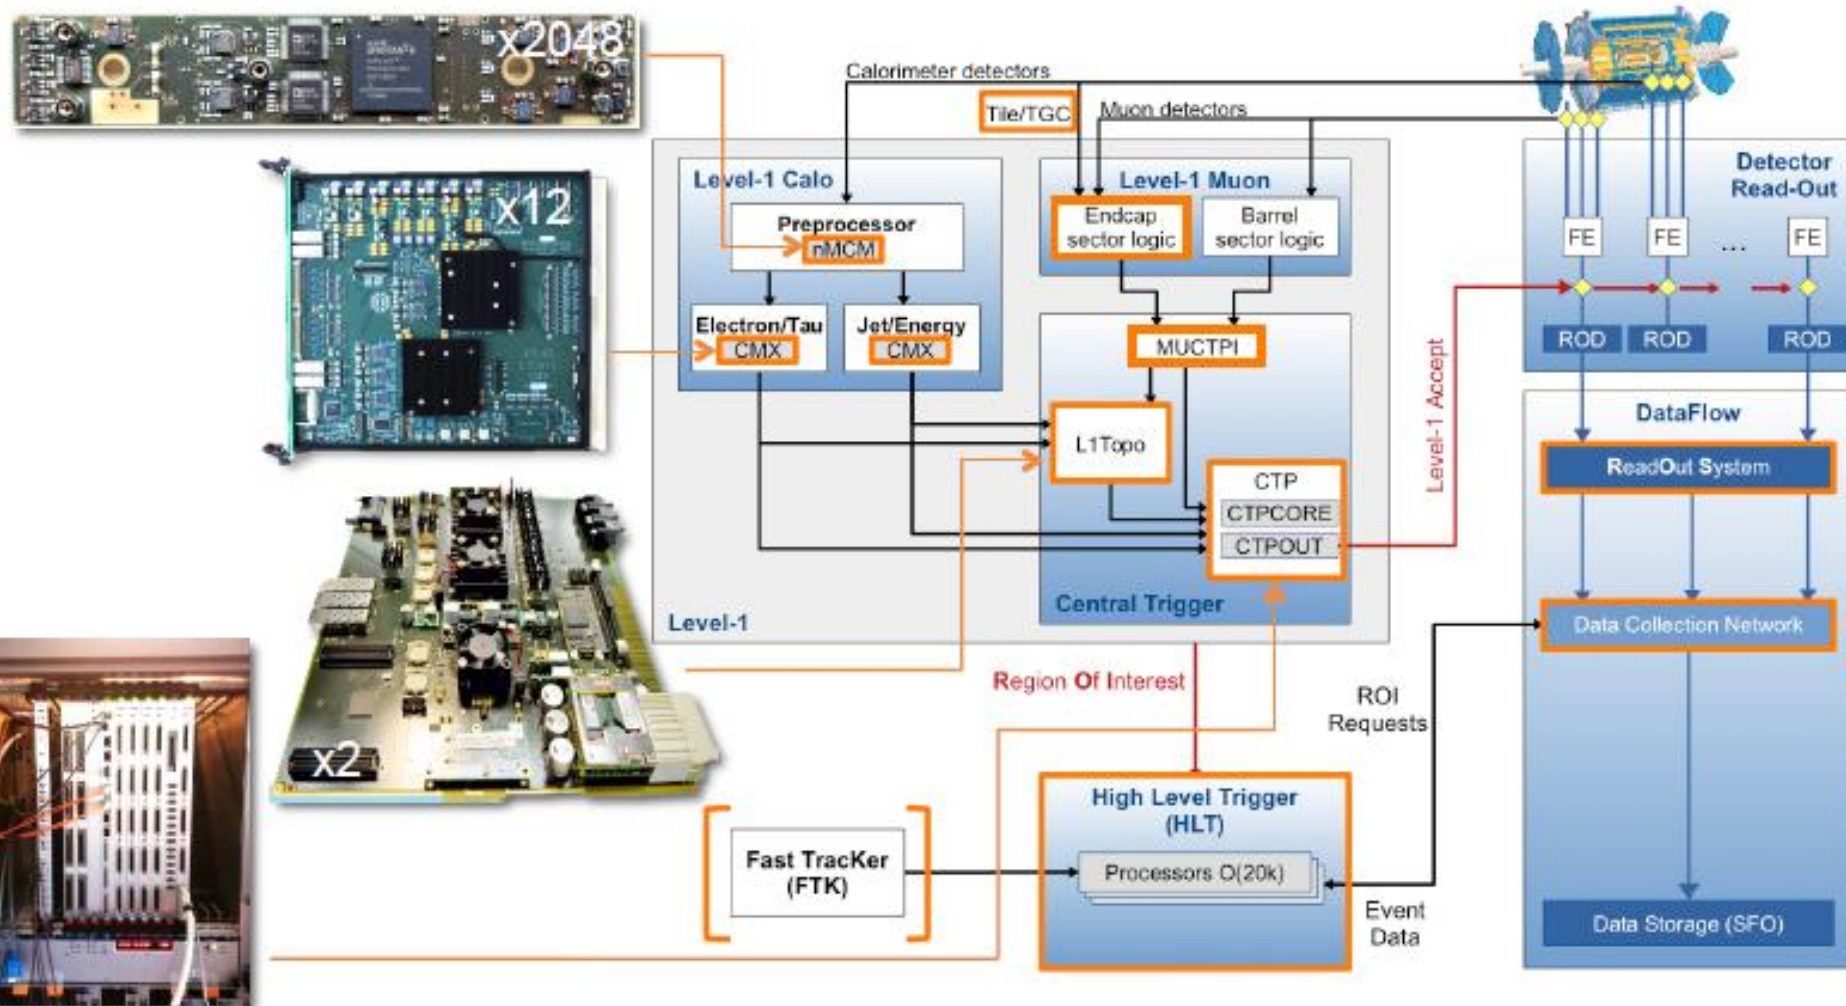 x2048
Calorimeter detectors
Tile/TGC
Muon detectors
Detector
Read-Out
Level-1 Calo
Level-1 Muon
x12
Preprocessor
nMCM
Endcap
sector logic
Barrel
sector logic
FE
FE
...
FE
Electron/Tau
CMX
Jet/Energy
CMX
MUCTPI
ROD
ROD
ROD
Level-1 Accept
DataFlow
L1Topo
ReadOut System
CTP
CTPCORE
CTPOUT
Central Trigger
Level-1
Data Collection Network
Region Of Interest
ROI
Requests
x2
High Level Trigger
(HLT)
Fast TracKer
(FTK)
Processors O(20k)
Event
Data
Data Storage (SFO)